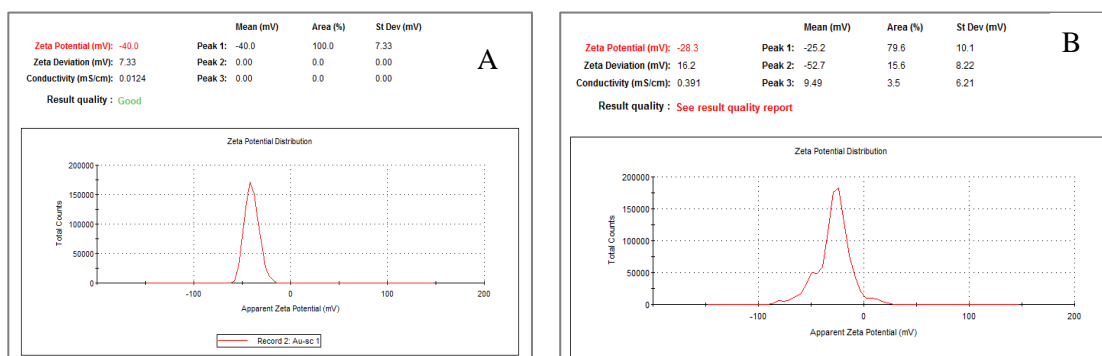 Mean (mV) Area (%) St Dev (mV)
Zeta Potential (mV): -40.0 Peak 1: -40.0 100.0 7.33
Zeta Deviation (mV): 7.33 Peak 2: 0.00 0.0 0.00
Conductivity (mS/cm): 0.0124 Peak 3: 0.00 0.0 0.00
Result quality : Good
A
Zeta Potential Distribution
200000
150000
100000
50000
0
Total Counts
-100 0 100 200
Apparent Zeta Potential (mV)
Record 2: Au-sc 1
Mean (mV) Area (%) St Dev (mV)
Zeta Potential (mV): -28.3 Peak 1: -25.2 79.6 10.1
Zeta Deviation (mV): 16.2 Peak 2: -52.7 15.6 8.22
Conductivity (mS/cm): 0.391 Peak 3: 9.49 3.5 6.21
Result quality : See result quality report
B
Zeta Potential Distribution
200000
150000
100000
50000
0
Total Counts
-100 0 100 200
Apparent Zeta Potential (mV)